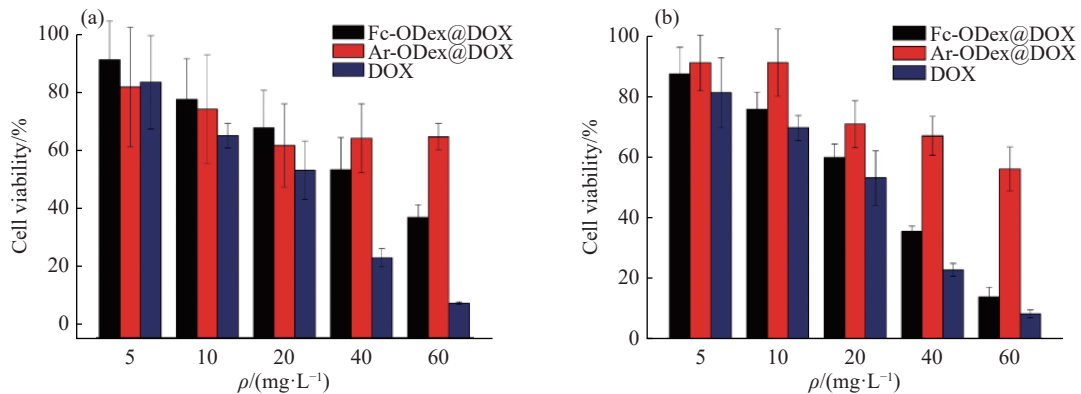 (a)
Fc-ODex@DOX
Ar-ODex@DOX
DOX
Cell viability/%
100
80
60
40
20
0
5 10 20 40 60
ρ/(mg·L⁻¹)
(b)
Fc-ODex@DOX
Ar-ODex@DOX
DOX
Cell viability/%
100
80
60
40
20
0
5 10 20 40 60
ρ/(mg·L⁻¹)